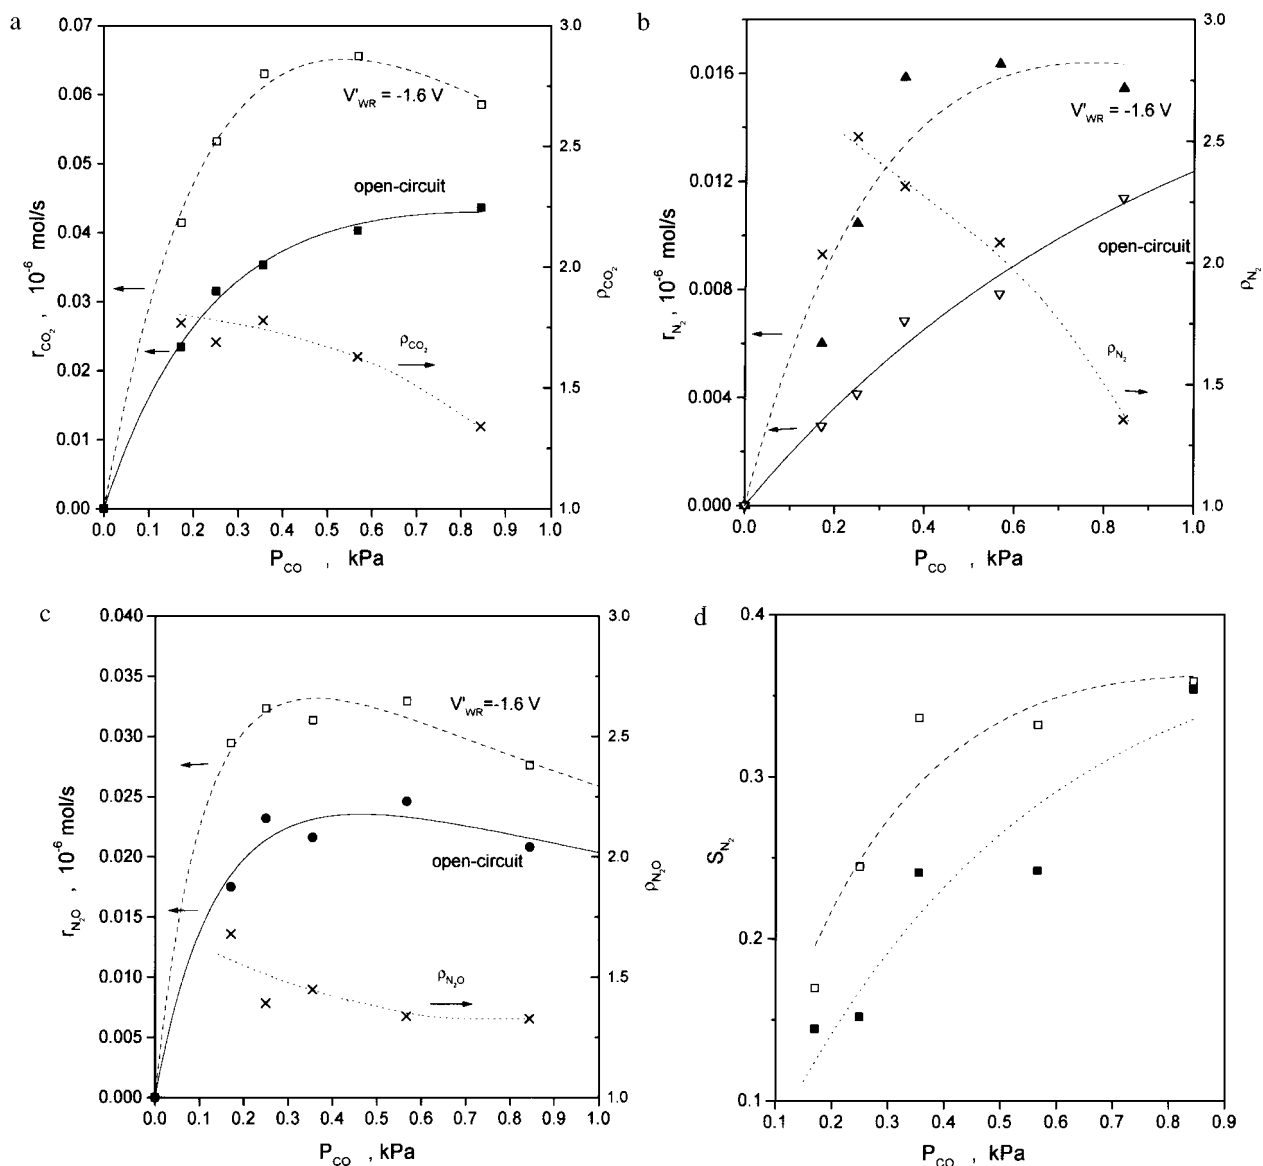 a
0.07
0.06
0.05
0.04
0.03
0.02
0.01
0.00
r_CO2 , 10^-6 mol/s
3.0
2.5
2.0
1.5
1.0
ρ_CO2
V'_WR = -1.6 V
open-circuit
ρ_CO2
0.0 0.1 0.2 0.3 0.4 0.5 0.6 0.7 0.8 0.9 1.0
P_CO , kPa
b
0.016
0.012
0.008
0.004
0.000
r_N2 , 10^-6 mol/s
3.0
2.5
2.0
1.5
1.0
ρ_N2
V'_WR = -1.6 V
open-circuit
ρ_N2
0.0 0.2 0.4 0.6 0.8 1.0
P_CO , kPa
c
0.040
0.035
0.030
0.025
0.020
0.015
0.010
0.005
0.000
r_N2O , 10^-6 mol/s
3.0
2.5
2.0
1.5
1.0
ρ_N2O
V'_WR=-1.6 V
open-circuit
ρ_N2O
0.0 0.1 0.2 0.3 0.4 0.5 0.6 0.7 0.8 0.9 1.0
P_CO , kPa
d
0.4
0.3
0.2
0.1
S_N2
0.1 0.2 0.3 0.4 0.5 0.6 0.7 0.8 0.9
P_CO , kPa